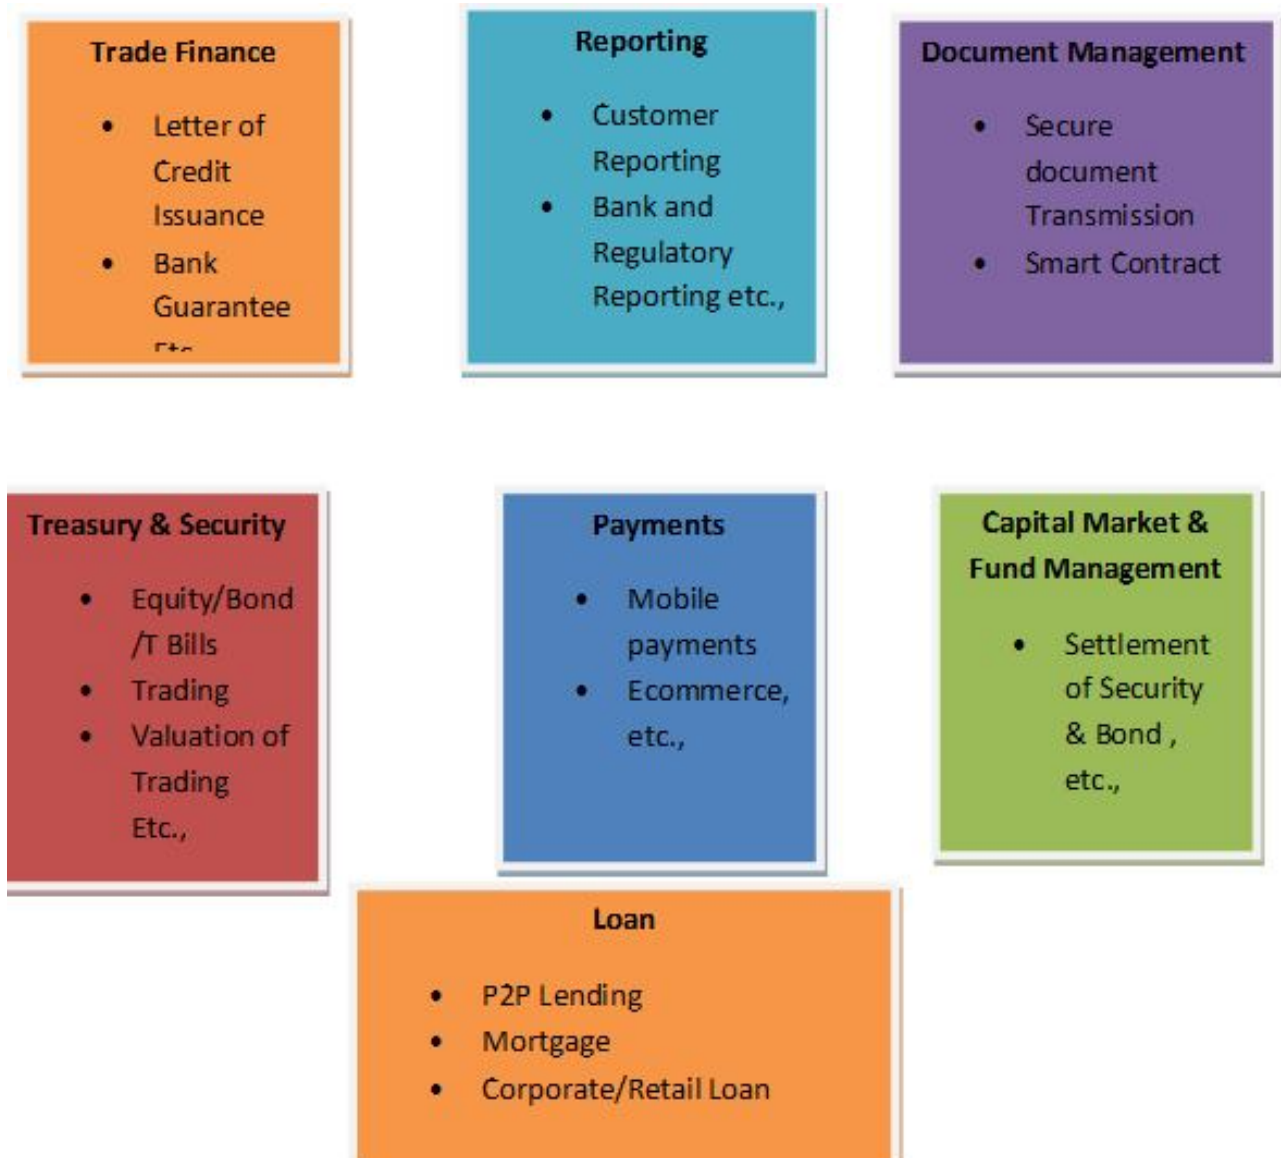 Trade Finance
• Letter of
Credit
Issuance
• Bank
Guarantee
Reporting
• Customer
Reporting
• Bank and
Regulatory
Reporting etc.,
Document Management
• Secure
document
Transmission
• Smart Contract
Treasury & Security
• Equity/Bond
/T Bills
• Trading
• Valuation of
Trading
Etc.,
Payments
• Mobile
payments
• Ecommerce,
etc.,
Capital Market &
Fund Management
• Settlement
of Security
& Bond ,
etc.,
Loan
• P2P Lending
• Mortgage
• Corporate/Retail Loan